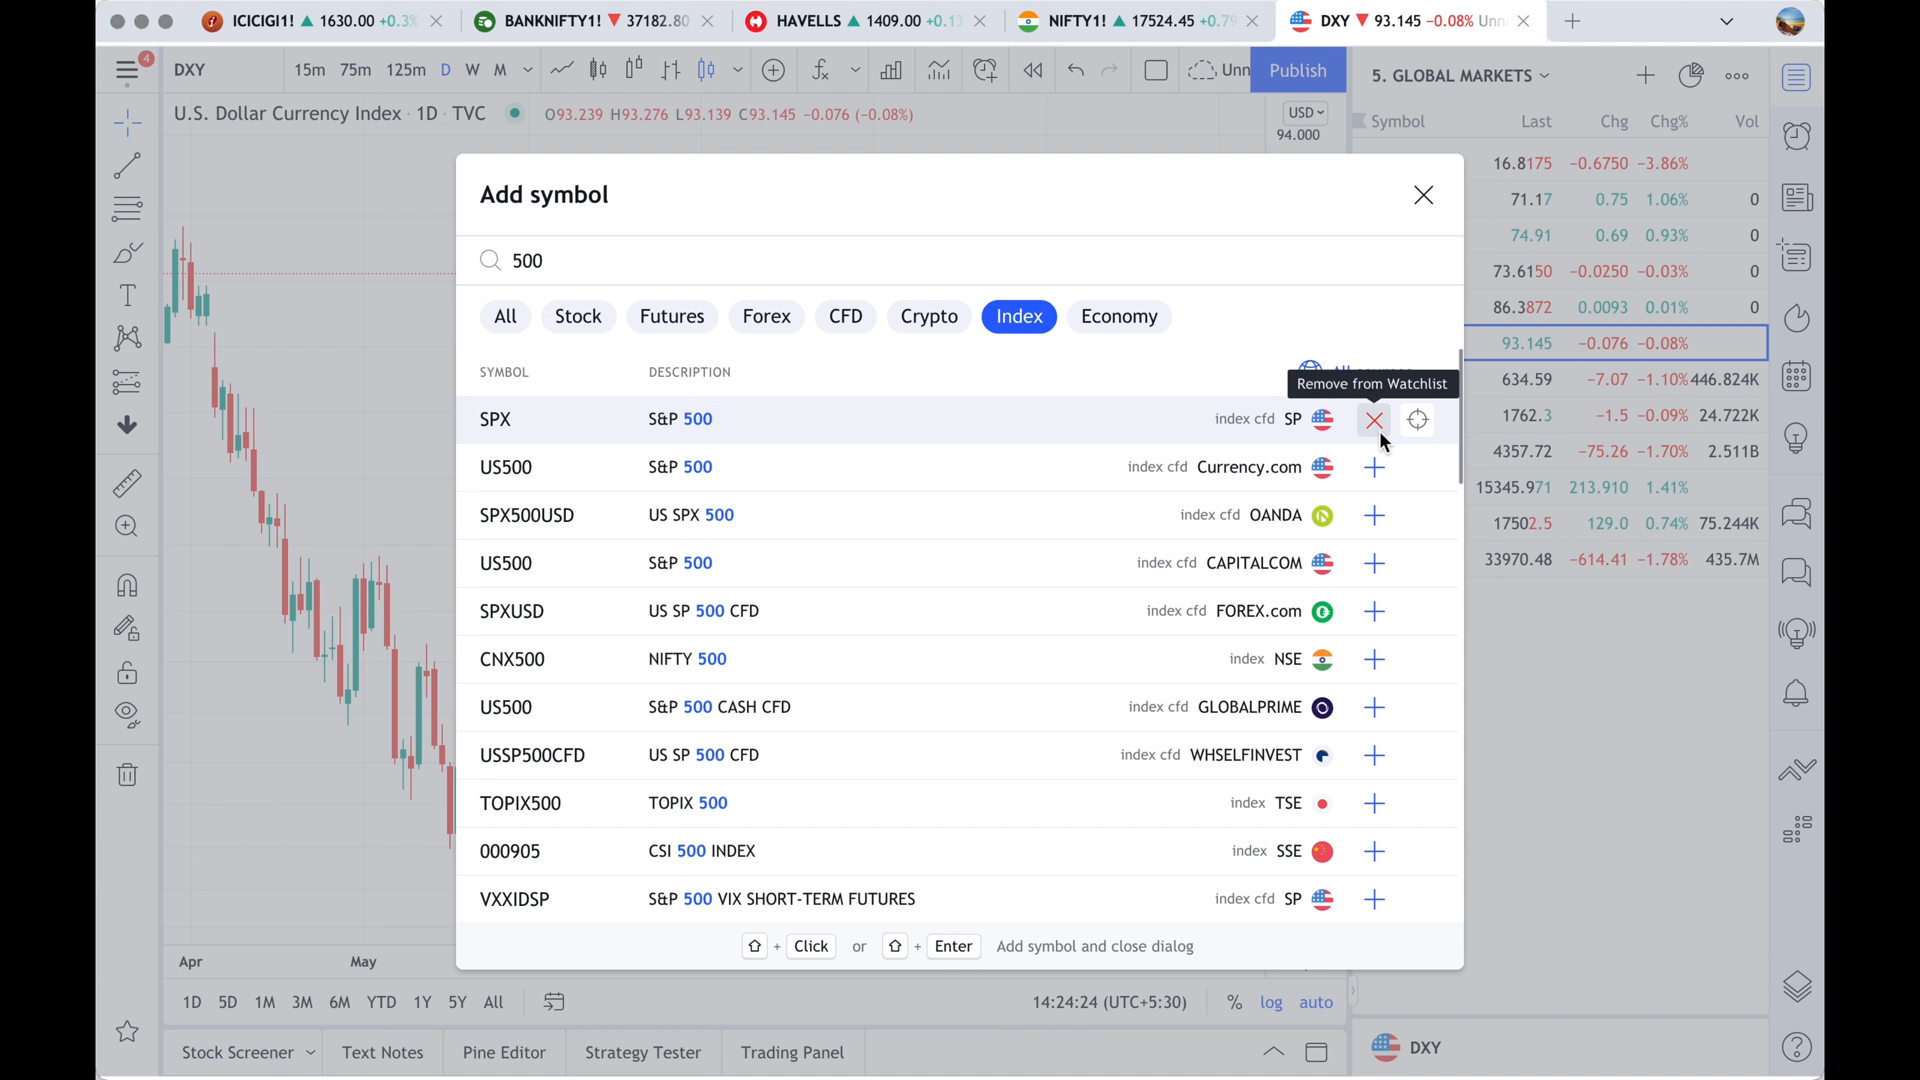 ICICIGI1! ▲ 1630.00 +0.3%
BANKNIFTY1! ▼ 37182.80
HAVELLS ▲ 1409.00 +0.13
NIFTY1! ▲ 17524.45 +0.79
DXY ▼ 93.145 −0.08% Unn
4
DXY
15m 75m 125m D W M
Unn
Publish
5. GLOBAL MARKETS
U.S. Dollar Currency Index · 1D · TVC
O93.239 H93.276 L93.139 C93.145 −0.076 (−0.08%)
USD
94.000
Symbol Last Chg Chg% Vol
16.8175 −0.6750 −3.86%
71.17 0.75 1.06% 0
74.91 0.69 0.93% 0
73.6150 −0.0250 −0.03% 0
86.3872 0.0093 0.01% 0
93.145 −0.076 −0.08%
634.59 −7.07 −1.10% 446.824K
1762.3 −1.5 −0.09% 24.722K
4357.72 −75.26 −1.70% 2.511B
15345.971 213.910 1.41%
17502.5 129.0 0.74% 75.244K
33970.48 −614.41 −1.78% 435.7M
Add symbol
500
All Stock Futures Forex CFD Crypto Index Economy
SYMBOL DESCRIPTION
Remove from Watchlist
SPX S&P 500 index cfd SP
US500 S&P 500 index cfd Currency.com
SPX500USD US SPX 500 index cfd OANDA
US500 S&P 500 index cfd CAPITALCOM
SPXUSD US SP 500 CFD index cfd FOREX.com
CNX500 NIFTY 500 index NSE
US500 S&P 500 CASH CFD index cfd GLOBALPRIME
USSP500CFD US SP 500 CFD index cfd WHSELFINVEST
TOPIX500 TOPIX 500 index TSE
000905 CSI 500 INDEX index SSE
VXXIDSP S&P 500 VIX SHORT-TERM FUTURES index cfd SP
+ Click or + Enter Add symbol and close dialog
Apr May
1D 5D 1M 3M 6M YTD 1Y 5Y All
14:24:24 (UTC+5:30) % log auto
Stock Screener Text Notes Pine Editor Strategy Tester Trading Panel
DXY